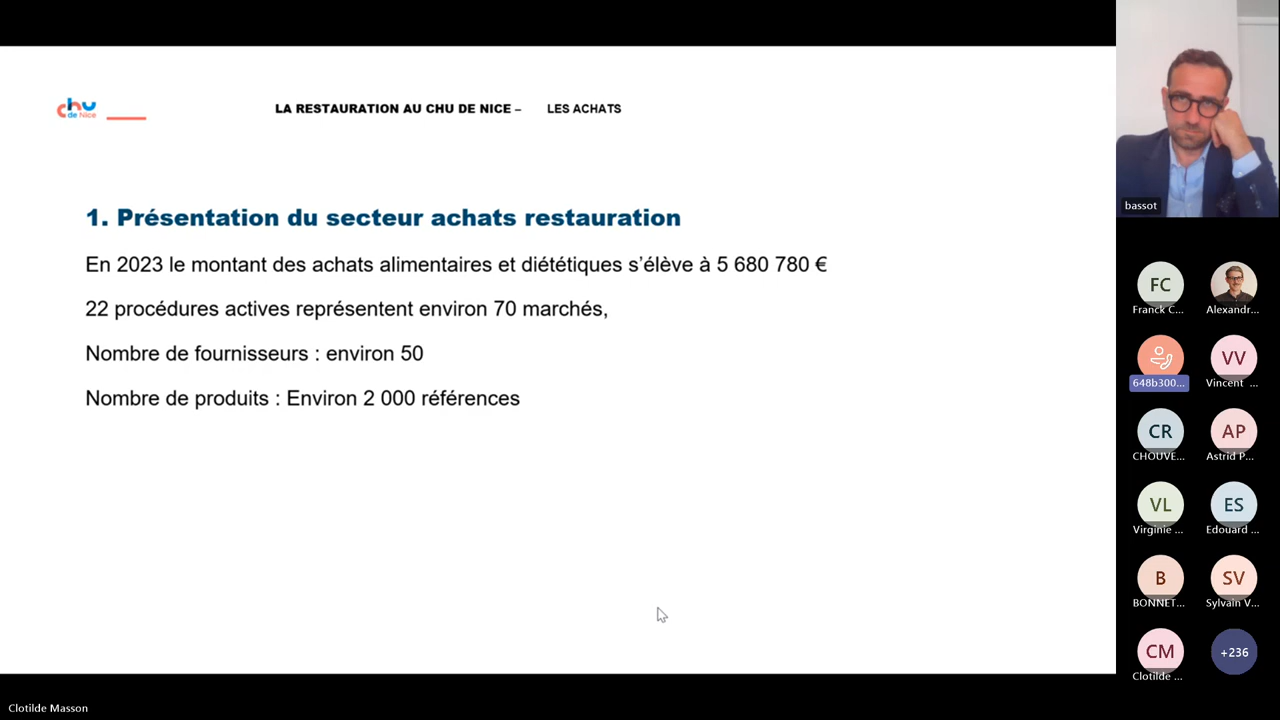 chu
de Nice
LA RESTAURATION AU CHU DE NICE – LES ACHATS
1. Présentation du secteur achats restauration
En 2023 le montant des achats alimentaires et diététiques s’élève à 5 680 780 €
22 procédures actives représentent environ 70 marchés,
Nombre de fournisseurs : environ 50
Nombre de produits : Environ 2 000 références
bassot
FC
Franck C...
Alexandr...
648b300...
VV
Vincent ...
CR
CHOUVE...
AP
Astrid P...
VL
Virginie ...
ES
Edouard ...
B
BONNET...
SV
Sylvain V...
CM
Clotilde ...
+236
Clotilde Masson